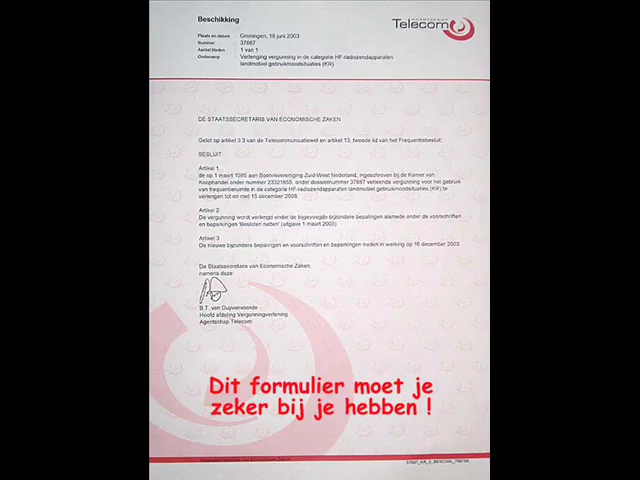 Beschikking
AGENTSCHAP
Telecom
Plaats en datum Groningen, 16 juni 2003
Nummer 37887
Aantal bladen 1 van 1
Onderwerp Verlenging vergunning in de categorie HF-radiozendapparaten
landmobiel gebruik/noodsituaties (KR)
DE STAATSSECRETARIS VAN ECONOMISCHE ZAKEN
Gelet op artikel 3.3 van de Telecommunicatiewet en artikel 13, tweede lid van het Frequentiebesluit:
BESLUIT:
Artikel 1
de op 1 maart 1985 aan Zuid-West Nederland, ingeschreven bij de Kamer van
Koophandel onder nummer 23321855, onder dossiernummer 37887 verleende vergunning voor het gebruik
van frequentieruimte in de categorie HF-radiozendapparaten landmobiel gebruik/noodsituaties (KR) te
verlengen tot en met 15 december 2008.
Artikel 2
De vergunning wordt verlengd onder de bijgevoegde bijzondere bepalingen alsmede onder de voorschriften
en beperkingen 'Besloten netten' (uitgave 1 maart 2003)
Artikel 3
De nieuwe bijzondere bepalingen en voorschriften en beperkingen treden in werking op 16 december 2003.
De Staatssecretaris van Economische Zaken,
namens deze:
B.T. van Duyvenvoorde
Hoofd afdeling Vergunningverlening
Agentschap Telecom
Dit formulier moet je
zeker bij je hebben !